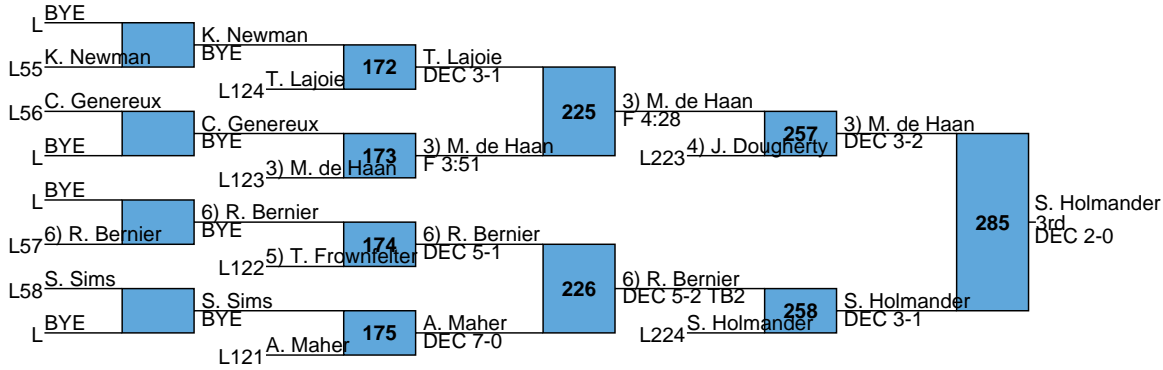 L BYE
L55 K. Newman
K. Newman
BYE
L124 T. Lajoie
172
T. Lajoie
DEC 3-1
L56 C. Genereux
L BYE
C. Genereux
BYE
L123 3) M. de Haan
173
3) M. de Haan
F 3:51
225
3) M. de Haan
F 4:28
L223 4) J. Dougherty
257
3) M. de Haan
DEC 3-2
L BYE
L57 6) R. Bernier
6) R. Bernier
BYE
L122 5) T. Frownfelter
174
6) R. Bernier
DEC 5-1
L58 S. Sims
L BYE
S. Sims
BYE
L121 A. Maher
175
A. Maher
DEC 7-0
226
6) R. Bernier
DEC 5-2 TB2
L224 S. Holmander
258
S. Holmander
DEC 3-1
285
S. Holmander
3rd
DEC 2-0